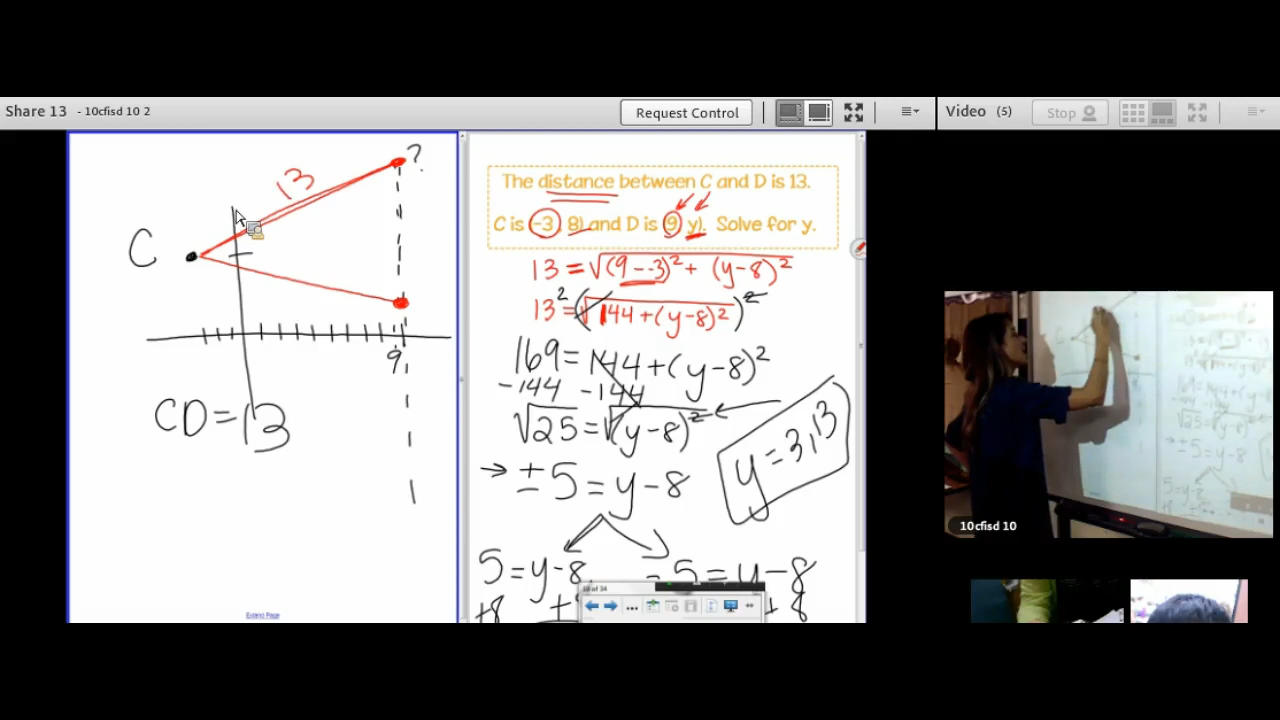 Share 13 - 10cfisd 10 2
Request Control
Video (5)
Stop
?
13
C
9
CD=13
Extend Page
The distance between C and D is 13.
C is -3, 8) and D is 9, y). Solve for y.
13=√(9--3)²+(y-8)²
13²=(√144+(y-8)²)²
169=144+(y-8)²
-144 -144
√25=√(y-8)²
→ ±5=y-8
y=3,13
5=y-8 -5=y-8
+8 + +8
10cfisd 10